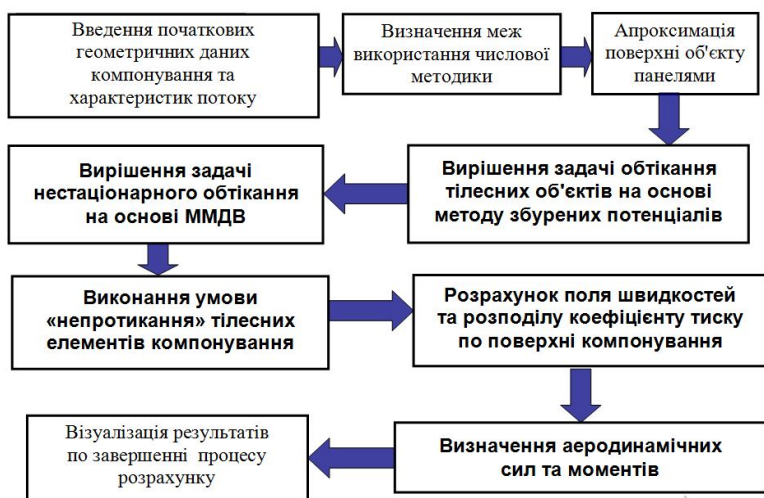 Введення початкових
геометричних даних
компонування та
характеристик потоку
Визначення меж
використання числової
методики
Апроксимація
поверхні об'єкту
панелями
Вирішення задачі обтікання
тілесних об'єктів на основі
методу збурених потенціалів
Вирішення задачі
нестаціонарного обтікання
на основі ММДВ
Виконання умови
«непротикання» тілесних
елементів компонування
Розрахунок поля швидкостей
та розподілу коефіцієнту тиску
по поверхні компонування
Визначення аеродинамічних
сил та моментів
Візуалізація результатів
по завершенні процесу
розрахунку